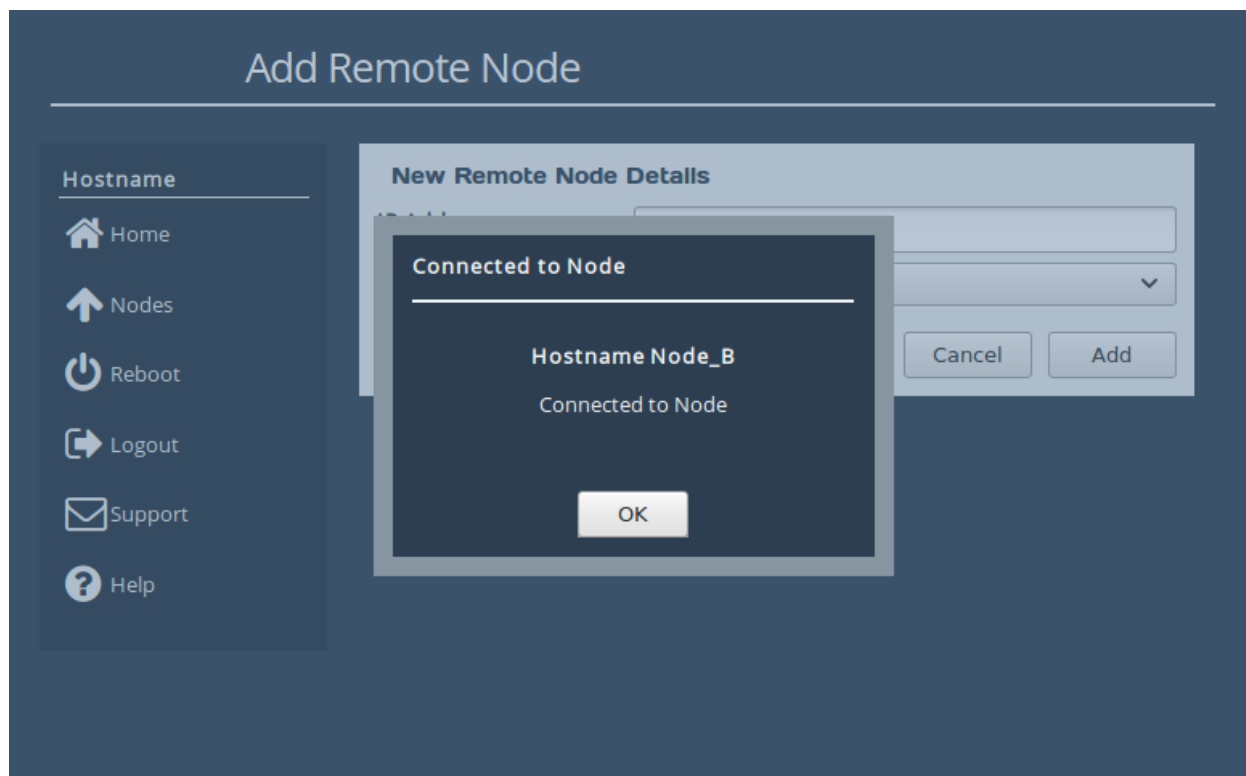 Add Remote Node
Hostname
Home
Nodes
Reboot
Logout
Support
Help
New Remote Node Details
Connected to Node
Hostname Node_B
Connected to Node
OK
Cancel
Add